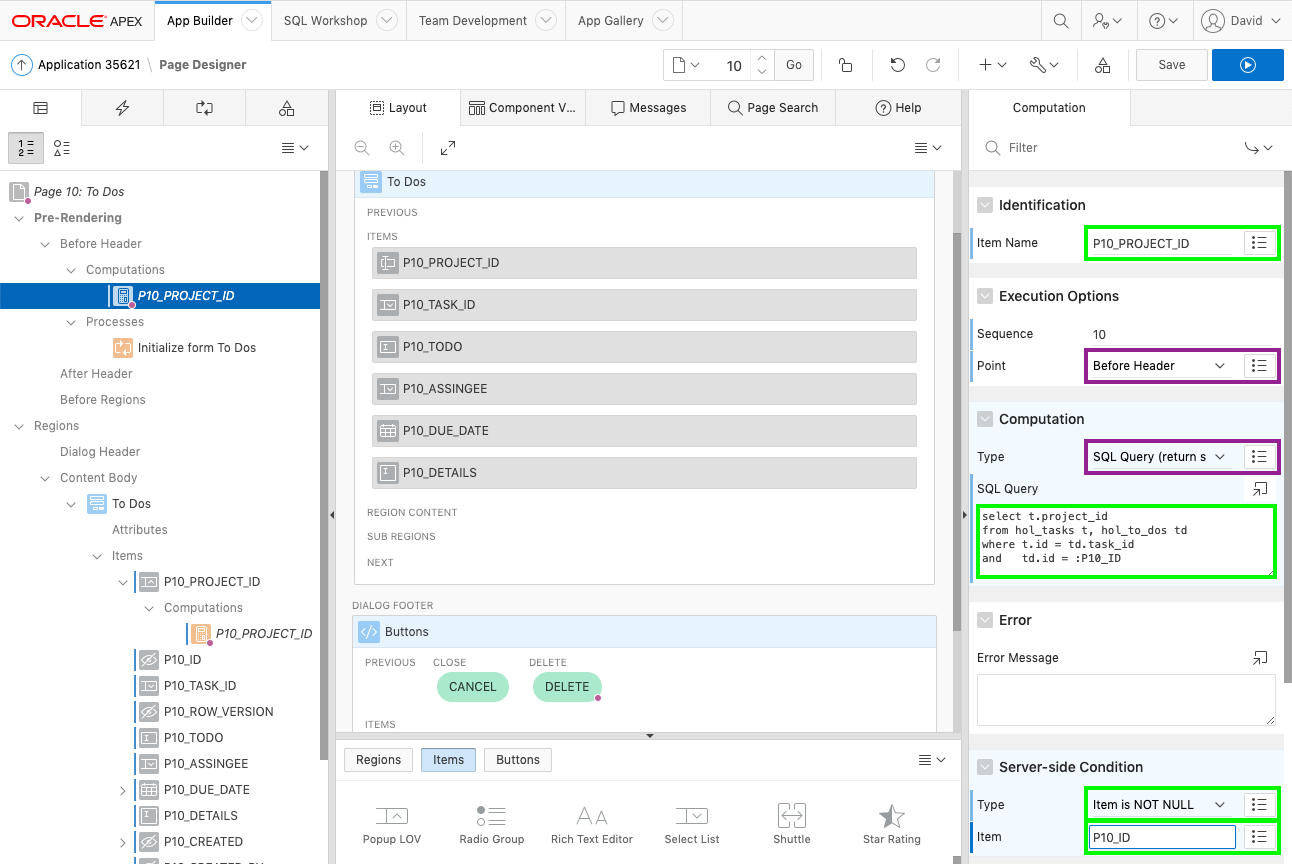 ORACLE APEX
App Builder
SQL Workshop
Team Development
App Gallery
David
Application 35621 \ Page Designer
10
Go
Save
Layout
Component V...
Messages
Page Search
Help
Computation
Filter
Page 10: To Dos
Pre-Rendering
Before Header
Computations
P10_PROJECT_ID
Processes
Initialize form To Dos
After Header
Before Regions
Regions
Dialog Header
Content Body
To Dos
Attributes
Items
P10_PROJECT_ID
Computations
P10_PROJECT_ID
P10_ID
P10_TASK_ID
P10_ROW_VERSION
P10_TODO
P10_ASSINGEE
P10_DUE_DATE
P10_DETAILS
P10_CREATED
To Dos
PREVIOUS
ITEMS
P10_PROJECT_ID
P10_TASK_ID
P10_TODO
P10_ASSINGEE
P10_DUE_DATE
P10_DETAILS
REGION CONTENT
SUB REGIONS
NEXT
DIALOG FOOTER
Buttons
PREVIOUS CLOSE DELETE
CANCEL DELETE
ITEMS
Regions
Items
Buttons
Popup LOV
Radio Group
Rich Text Editor
Select List
Shuttle
Star Rating
Identification
Item Name P10_PROJECT_ID
Execution Options
Sequence 10
Point Before Header
Computation
Type SQL Query (return s
SQL Query
select t.project_id
from hol_tasks t, hol_to_dos td
where t.id = td.task_id
and   td.id = :P10_ID
Error
Error Message
Server-side Condition
Type Item is NOT NULL
Item P10_ID